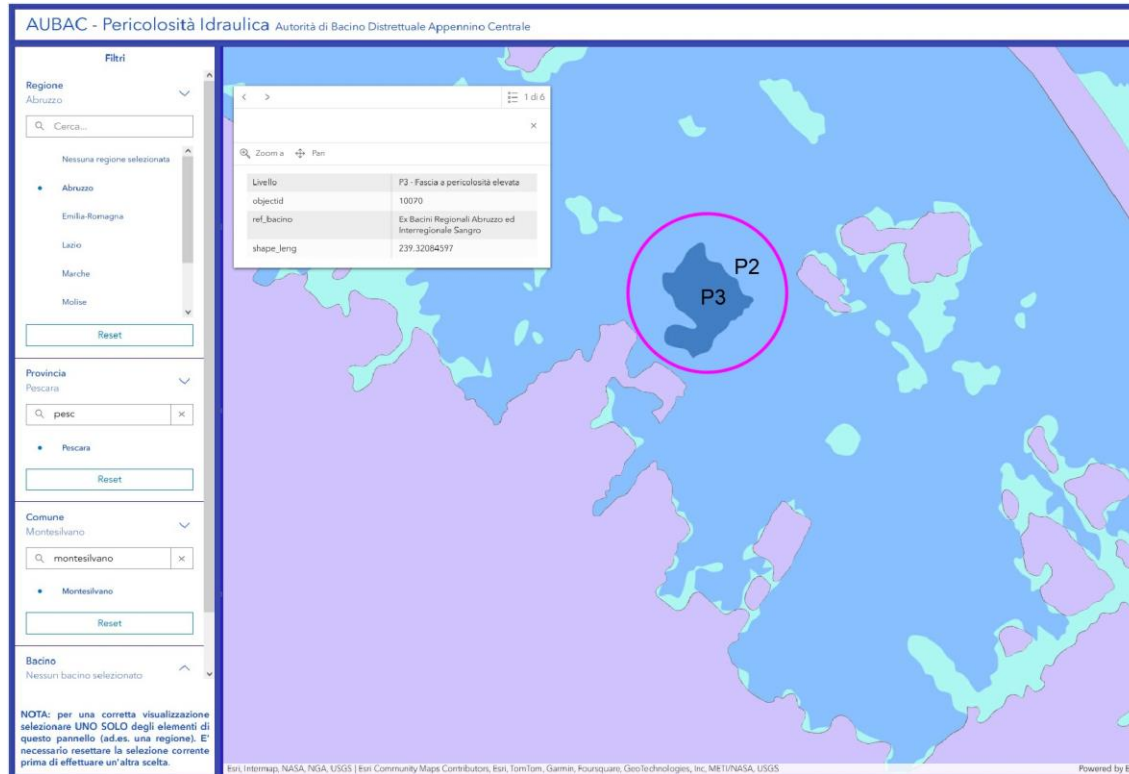 AUBAC - Pericolosità Idraulica Autorità di Bacino Distrettuale Appennino Centrale
Filtri
Regione
Abruzzo
Cerca...
Nessuna regione selezionata
Abruzzo
Emilia-Romagna
Lazio
Marche
Molise
Reset
Provincia
Pescara
pesc
Pescara
Reset
Comune
Montesilvano
montesilvano
Montesilvano
Reset
Bacino
Nessun bacino selezionato
NOTA: per una corretta visualizzazione
selezionare UNO SOLO degli elementi di
questo pannello (ad.es. una regione). E'
necessario resettare la selezione corrente
prima di effettuare un'altra scelta.
1 di 6
Zoom a Pan
Livello P3 - Fascia a pericolosità elevata
objectid 10070
ref_bacino Ex Bacini Regionali Abruzzo ed
Interregionale Sangro
shape_leng 239.32084597
P2
P3
Esri, Intermap, NASA, NGA, USGS | Esri Community Maps Contributors, Esri, TomTom, Garmin, Foursquare, GeoTechnologies, Inc, METI/NASA, USGS
Powered by E